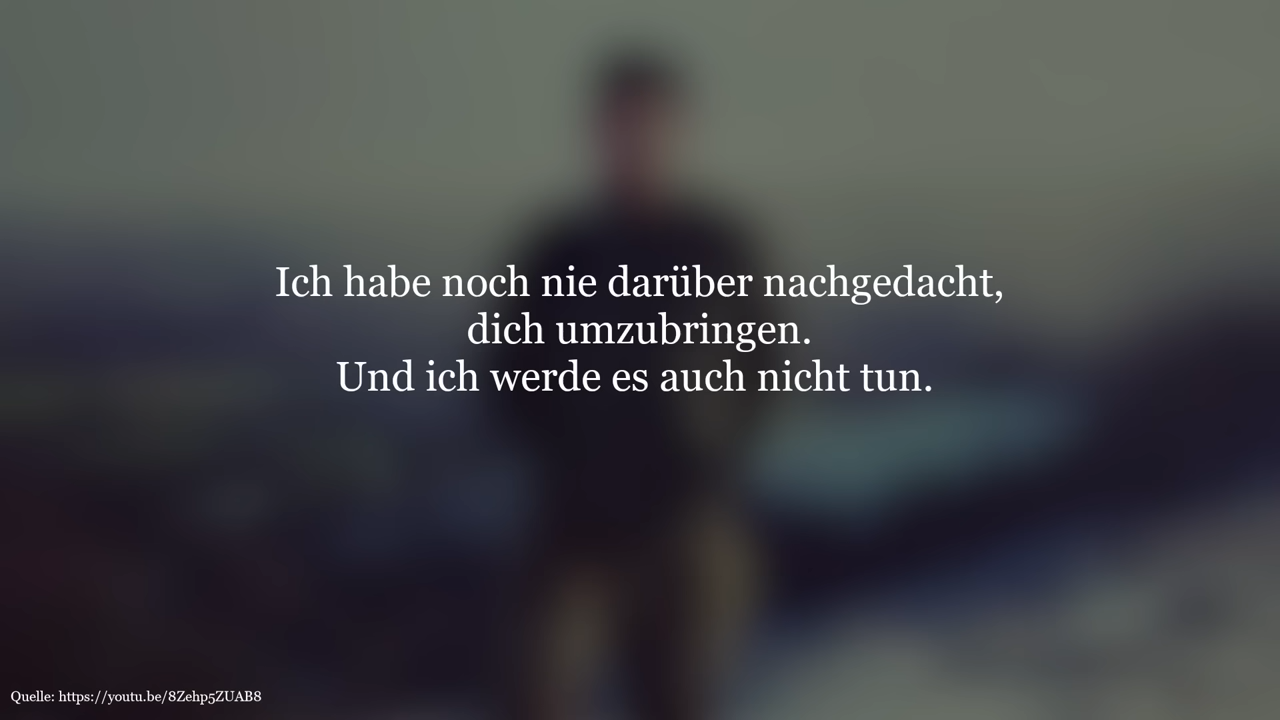 Ich habe noch nie darüber nachgedacht,
dich umzubringen.
Und ich werde es auch nicht tun.
Quelle: https://youtu.be/8Zehp5ZUAB8